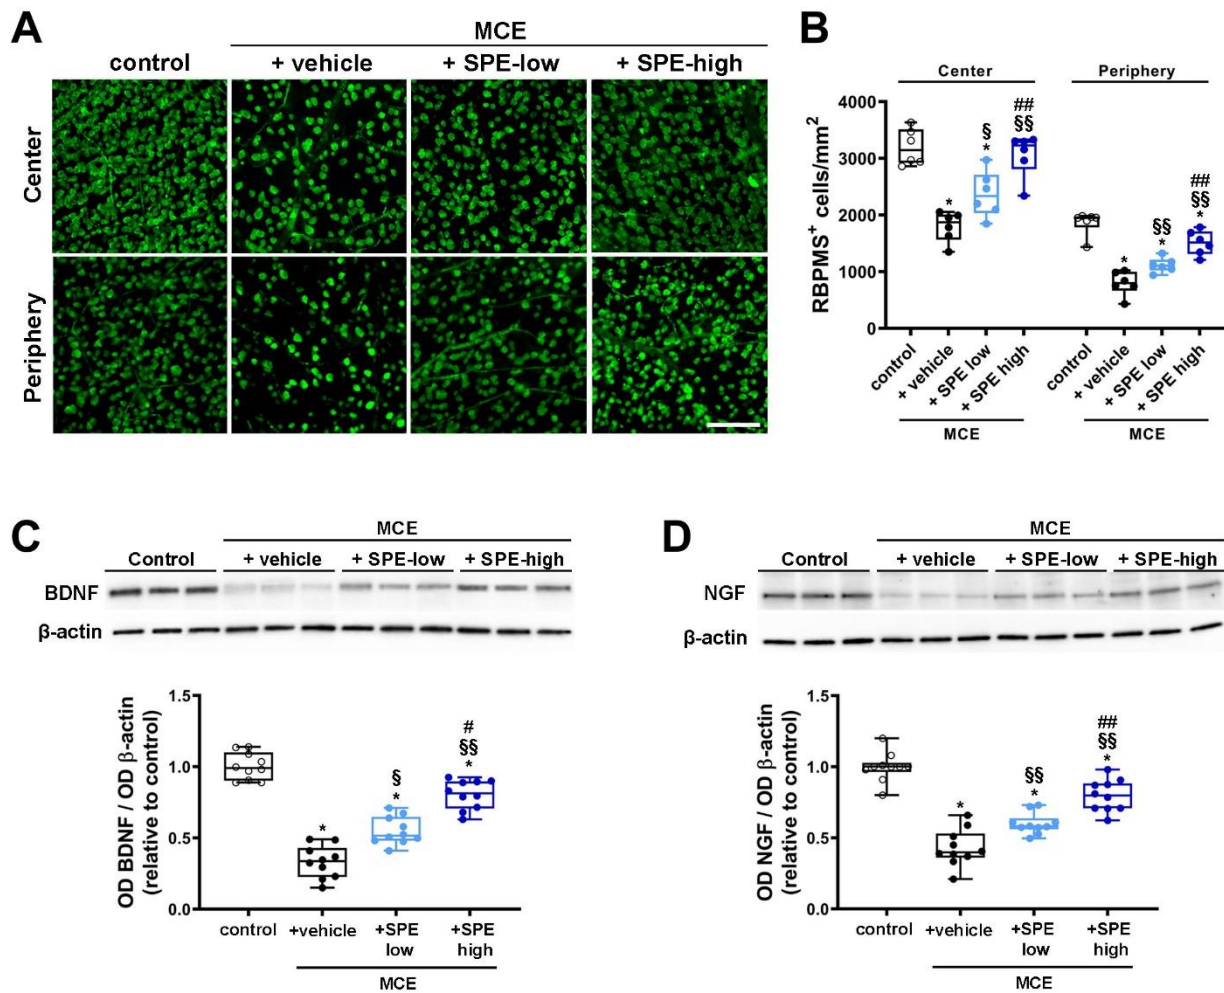 A
MCE
control
+ vehicle
+ SPE-low
+ SPE-high
Center
Periphery
B
Center
Periphery
RBPMS+ cells/mm2
4000
3000
2000
1000
0
*
§
*
##
§§
*
§§
*
##
§§
*
control
+ vehicle
+ SPE low
+ SPE high
control
+ vehicle
+ SPE low
+ SPE high
MCE
MCE
C
MCE
Control
+ vehicle
+ SPE-low
+ SPE-high
BDNF
β-actin
OD BDNF / OD β-actin
(relative to control)
1.5
1.0
0.5
0.0
*
§
*
#
§§
*
control
+vehicle
+SPE
low
+SPE
high
MCE
D
MCE
Control
+ vehicle
+ SPE-low
+ SPE-high
NGF
β-actin
OD NGF / OD β-actin
(relative to control)
1.5
1.0
0.5
0.0
*
§§
*
##
§§
*
control
+vehicle
+SPE
low
+SPE
high
MCE